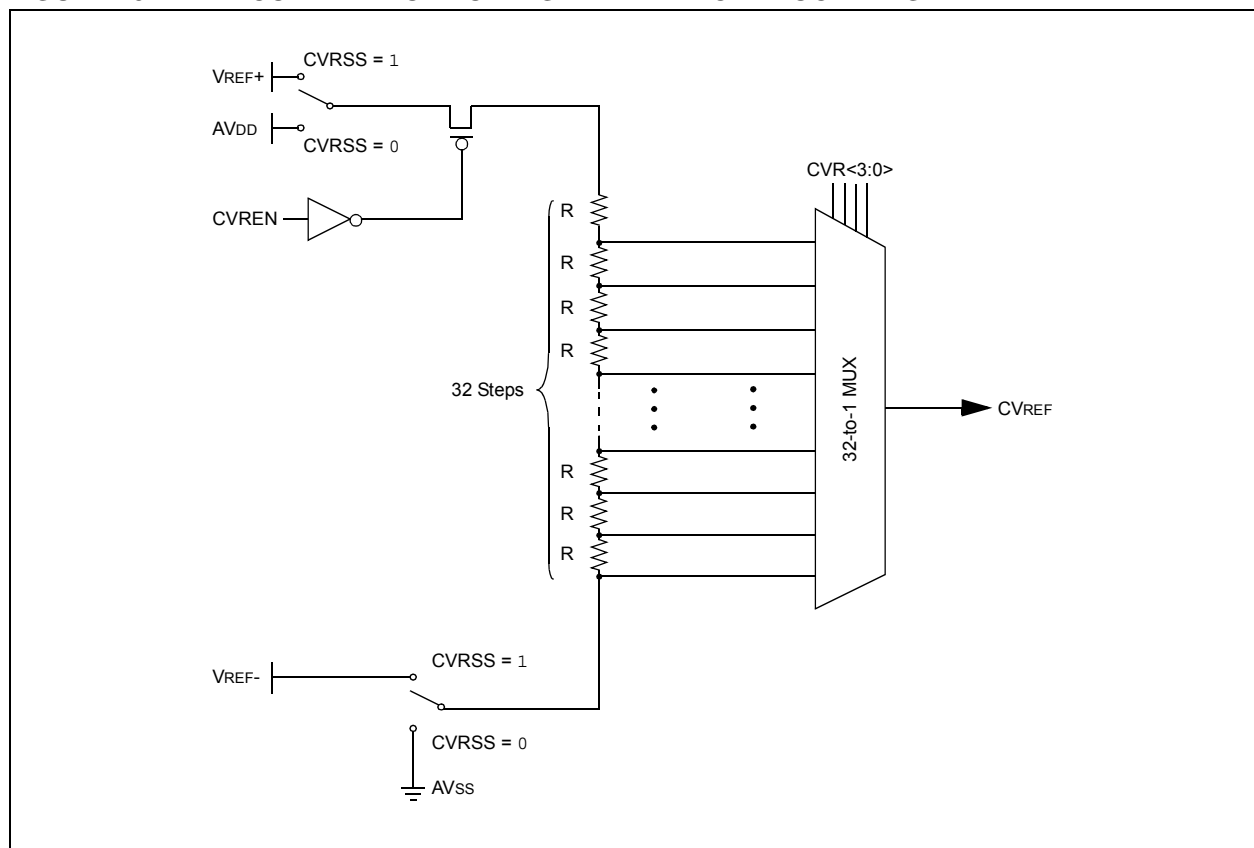 CVRSS = 1
VREF+
AVDD
CVRSS = 0
CVR<3:0>
CVREN
R
R
R
R
32 Steps
32-to-1 MUX
CVREF
R
R
R
CVRSS = 1
VREF-
CVRSS = 0
AVSS